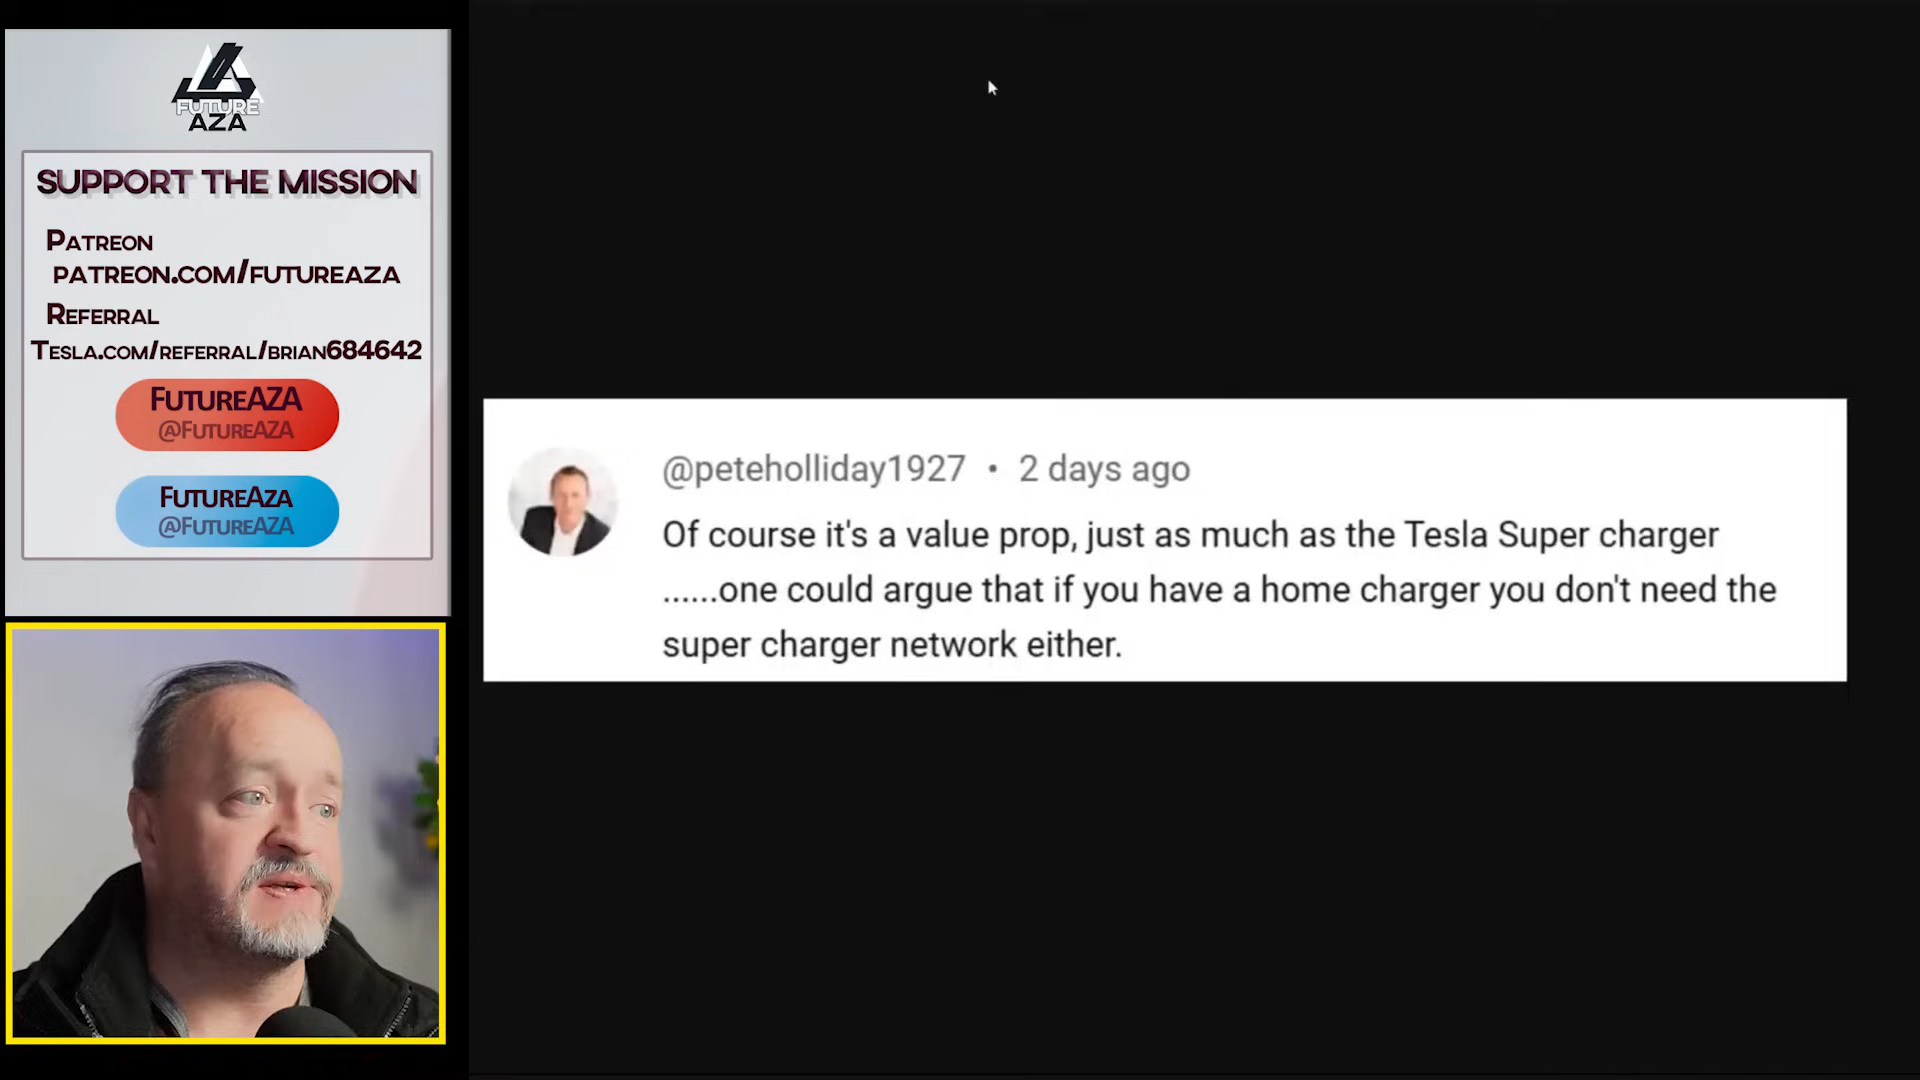 FUTURE
AZA
SUPPORT THE MISSION
PATREON
PATREON.COM/FUTUREAZA
REFERRAL
TESLA.COM/REFERRAL/BRIAN684642
FUTUREAZA
@FUTUREAZA
FUTUREAZA
@FUTUREAZA
@peteholliday1927 • 2 days ago
Of course it's a value prop, just as much as the Tesla Super charger
......one could argue that if you have a home charger you don't need the
super charger network either.